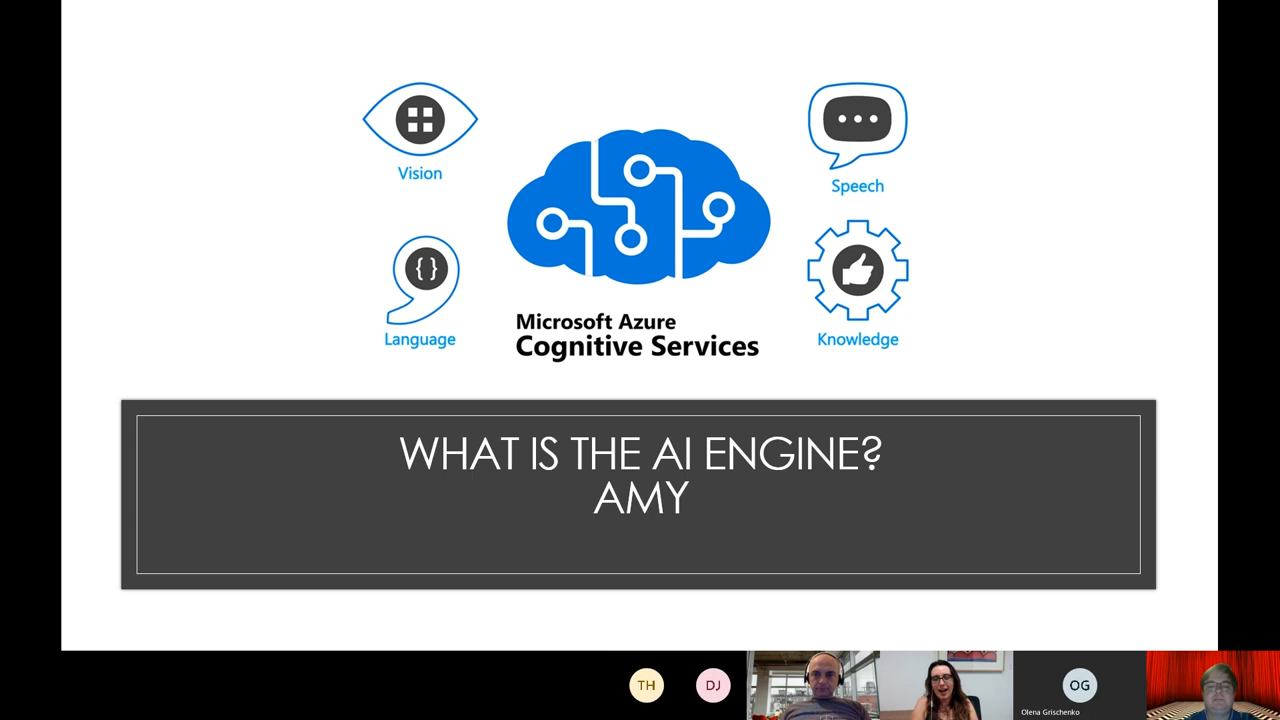 Vision
Speech
Language
{ }
Microsoft Azure
Cognitive Services
Knowledge
WHAT IS THE AI ENGINE?
AMY
TH
DJ
OG
Olena Grischenko